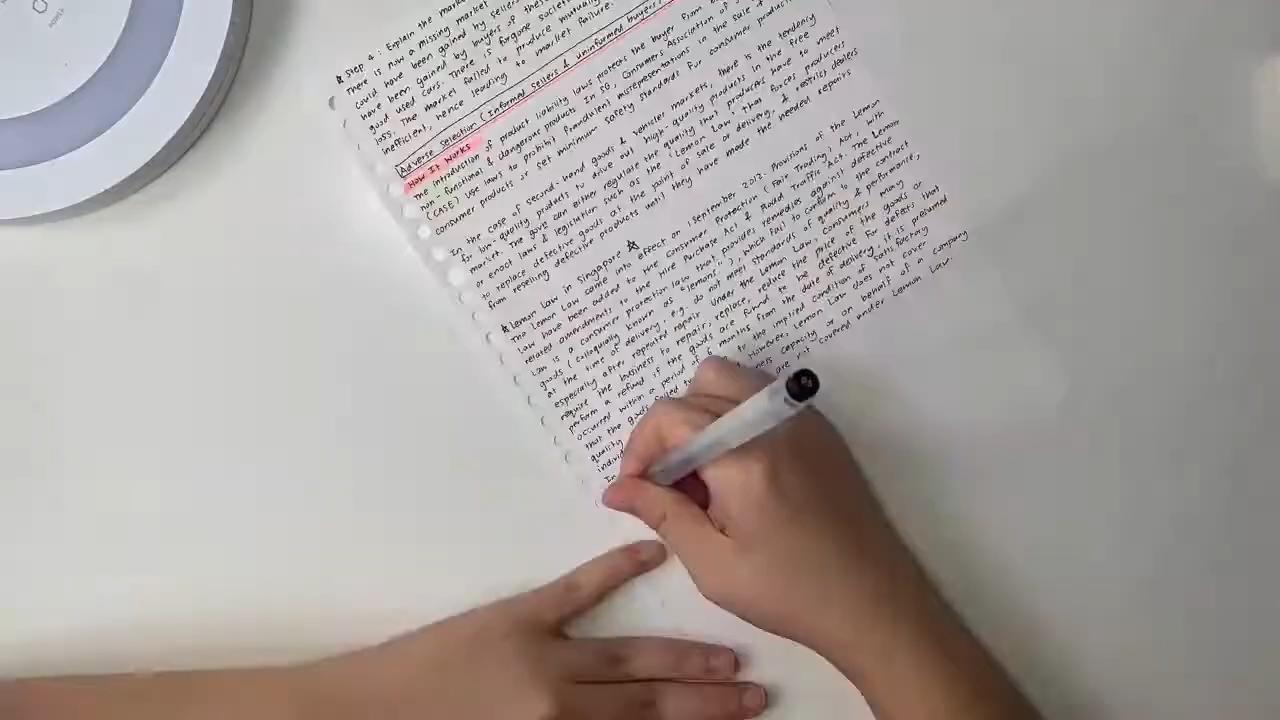 ★ Step 4: Explain the mark
There is now a missing market
could have been gained by sellers
have been gained by buyers of these
good used cars. There is forgone societ
loss. The market failed to produce mutually
inefficient, hence leading to market failure.
Adverse Selection (Informed sellers & uninformed buyers)
How It Works
The introduction of product liability laws protects the buyer from
non-functional & dangerous product. In SG, Consumer Association of
(CASE) use laws to prohibit fraudulent misrepresentation in the sale of
consumer products or set minimum safety standards for consumer product
In the case of second-hand goods & vehicle markets, there is the tendency
for low-quality products to drive out high-quality products in the free
market. The govt can either regulate the quality that producers have to meet
or enact laws & legislation such as the 'Lemon Law' that forces producers
to replace defective goods at the point of sale or delivery, & restrict dealers
from reselling defective products until they have made the needed repairs
★ Lemon Law in Singapore ★
The Lemon Law came into effect on 1 September 2012. Provisions of the Lemon
Law have been added to the Consumer Protection (Fair Trading) Act, with
related amendments to the Hire Purchase Act & Road Traffic Act. The Lemon
Law is a consumer protection law that provides remedies against defective
goods (colloquially known as "lemons"), which fail to conform to the contract
at the time of delivery, e.g. do not meet standards of quality & performance,
especially after repeated repair. Under the Lemon Law, consumers may
require the business to repair, replace, reduce the price of the goods or
perform a refund if the goods are found to be defective. For defects that
occurred within a period of 6 months from the date of delivery, it is presumed
that the goods failed to the implied condition of satisfactory
quality However, Lemon Law does not cover
individ ness capacity or on behalf of a company
In are not covered under Lemon Law.